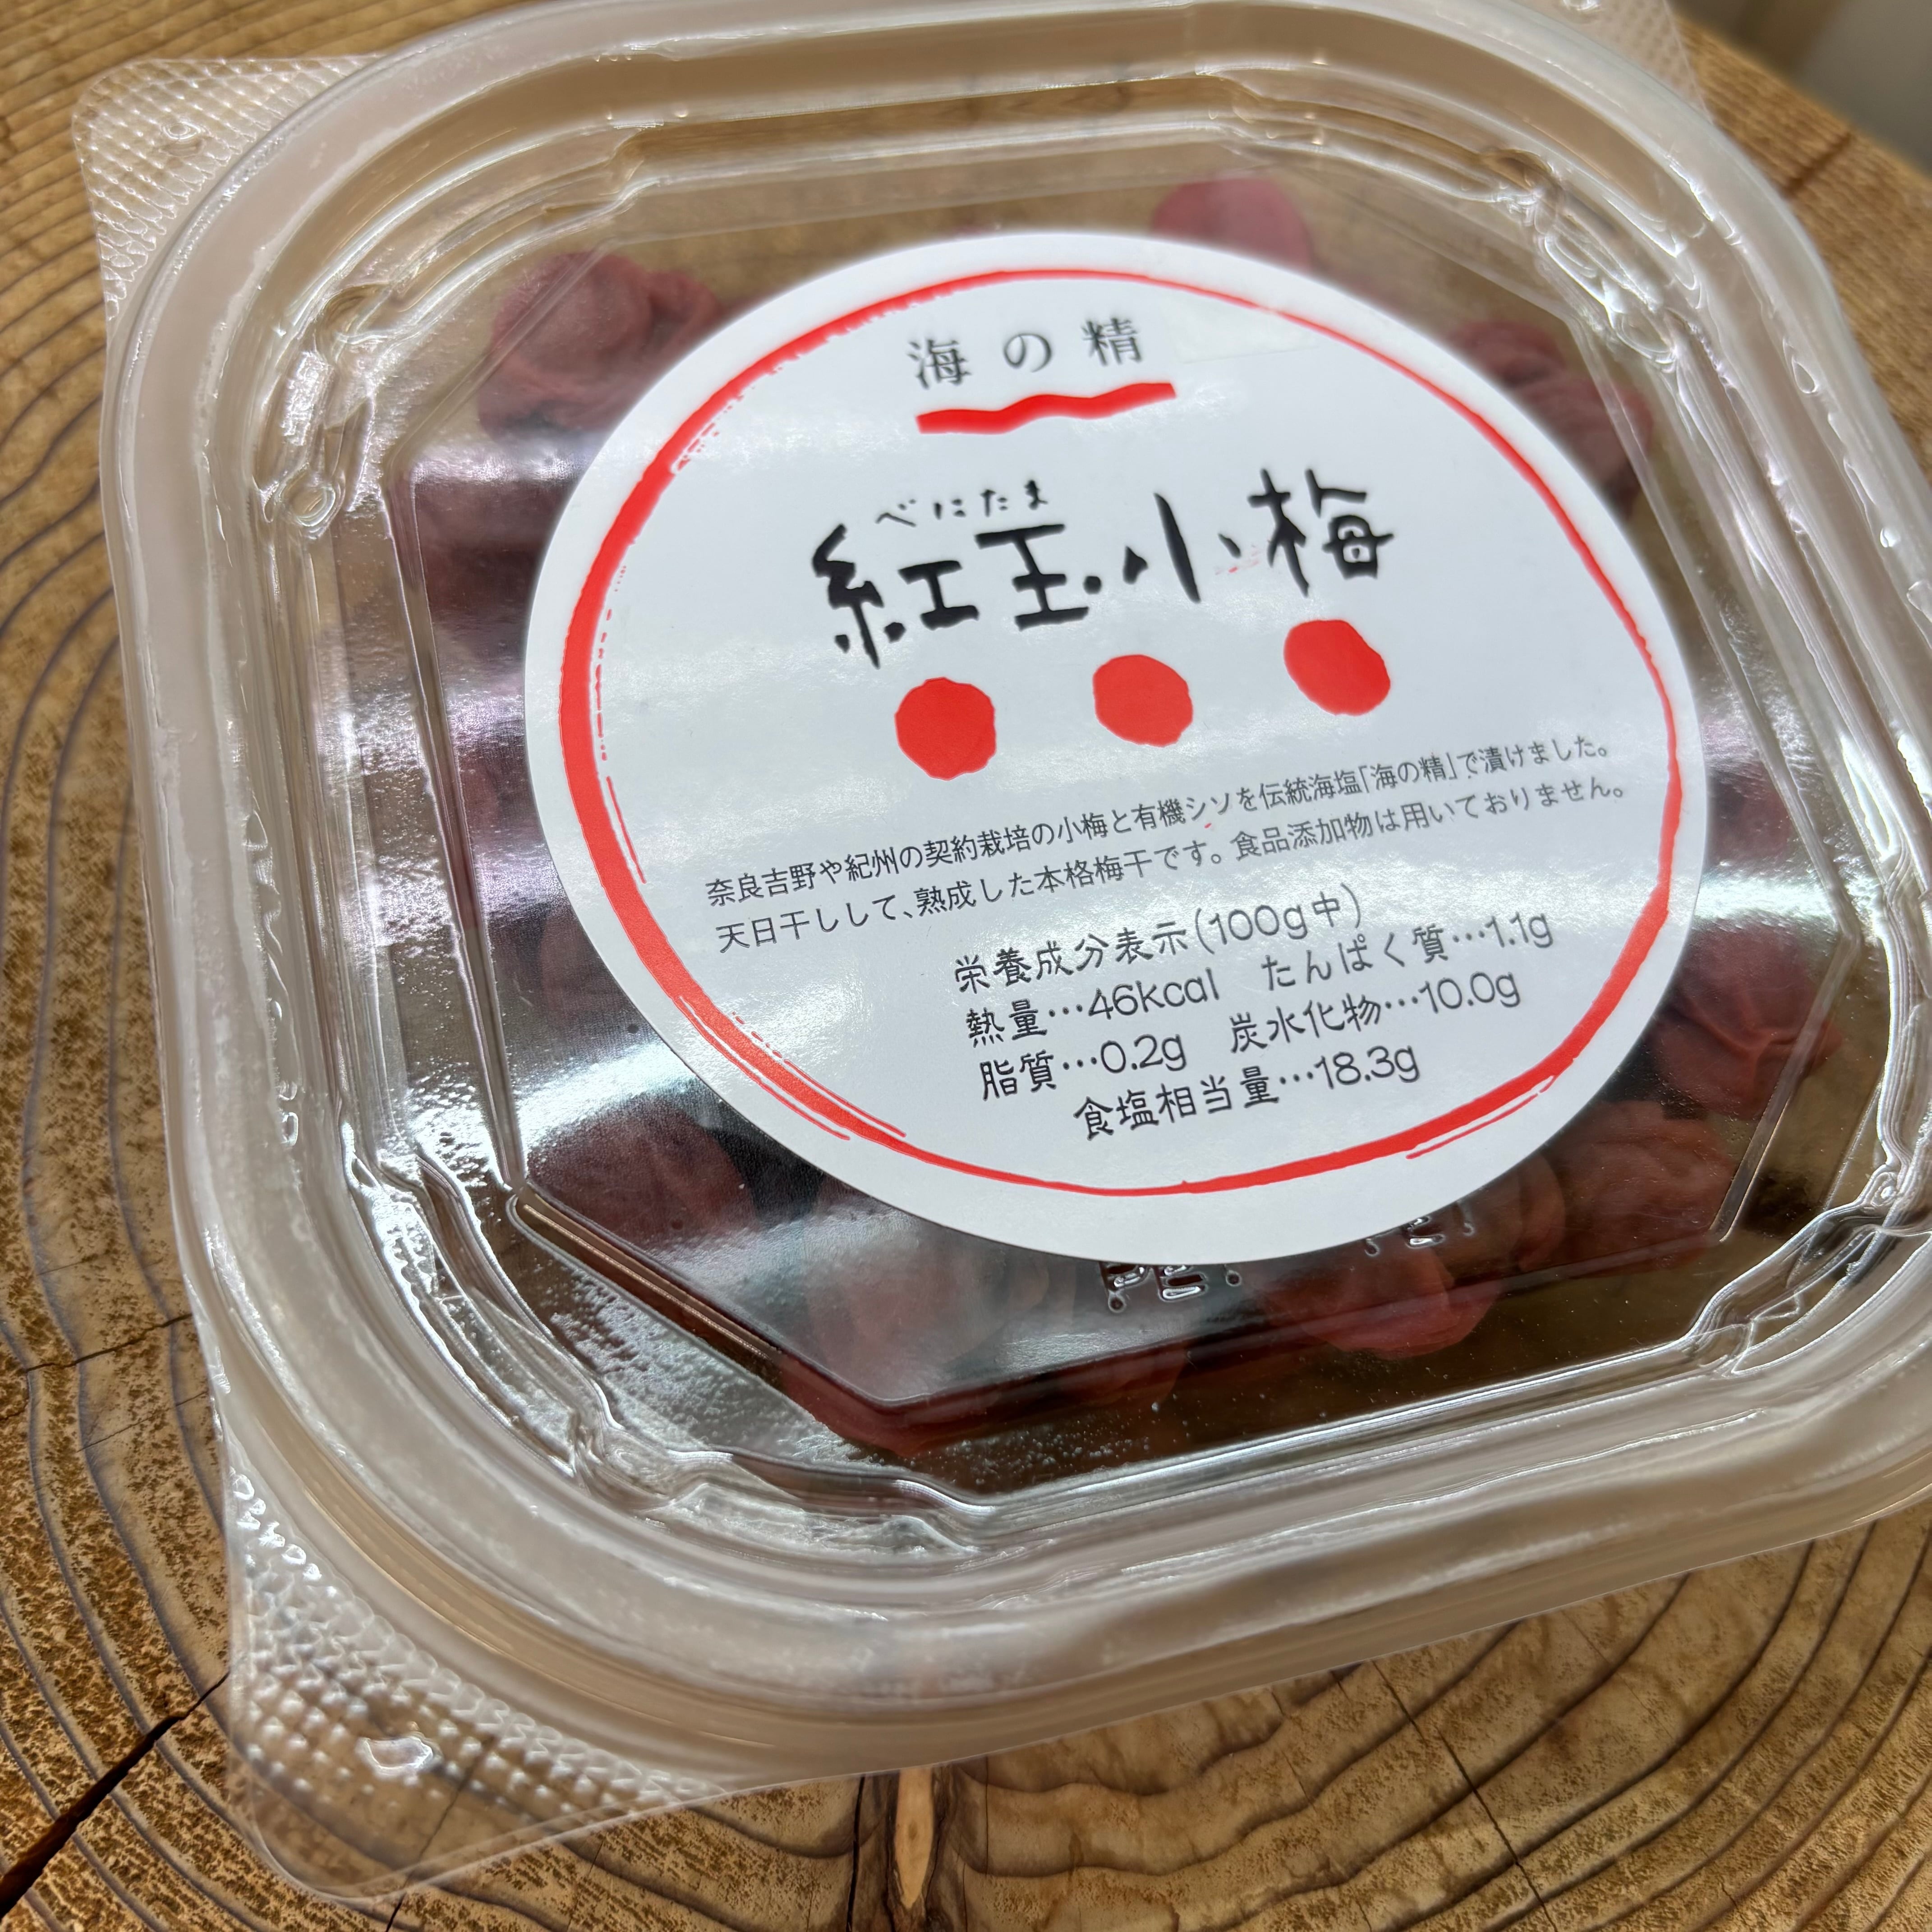 海の精
べにたま
紅玉小梅
奈良吉野や紀州の契約栽培の小梅と有機シソを伝統海塩「海の精」で漬けました。
天日干しして、熟成した本格梅干です。食品添加物は用いておりません。
栄養成分表示(100g中)
熱量…46kcal たんぱく質…1.1g
脂質…0.2g 炭水化物…10.0g
食塩相当量…18.3g